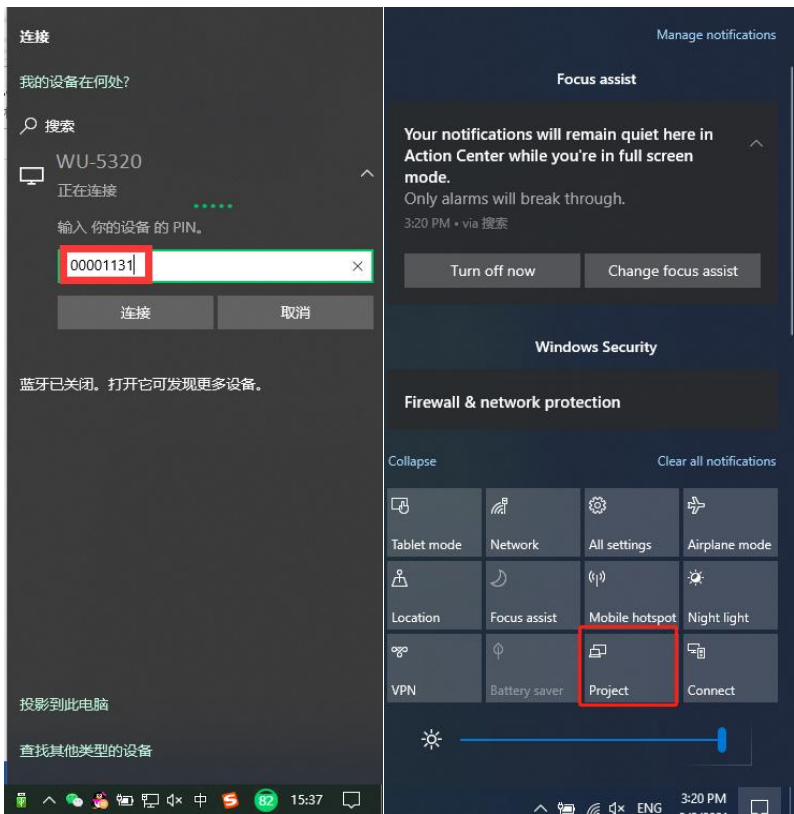 连接
我的设备在何处?
搜索
WU-5320
正在连接
输入 你的设备 的 PIN。
00001131
连接
取消
蓝牙已关闭。打开它可发现更多设备。
投影到此电脑
查找其他类型的设备
中
82
15:37
Manage notifications
Focus assist
Your notifications will remain quiet here in
Action Center while you're in full screen
mode.
Only alarms will break through.
3:20 PM • via 搜索
Turn off now
Change focus assist
Windows Security
Firewall & network protection
Collapse
Clear all notifications
Tablet mode
Network
All settings
Airplane mode
Location
Focus assist
Mobile hotspot
Night light
VPN
Battery saver
Project
Connect
ENG
3:20 PM